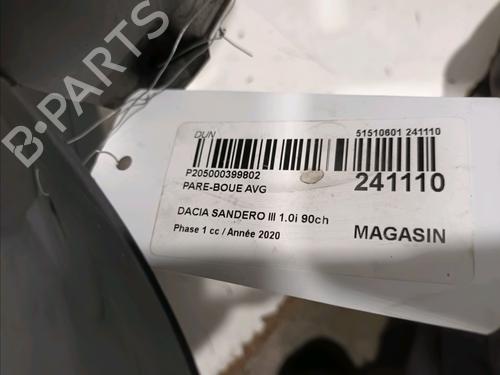 B-PARTS
DUN
51510601 241110
P205000399802
PARE-BOUE AVG
241110
DACIA SANDERO III 1.0i 90ch
Phase 1 cc / Année 2020
MAGASIN